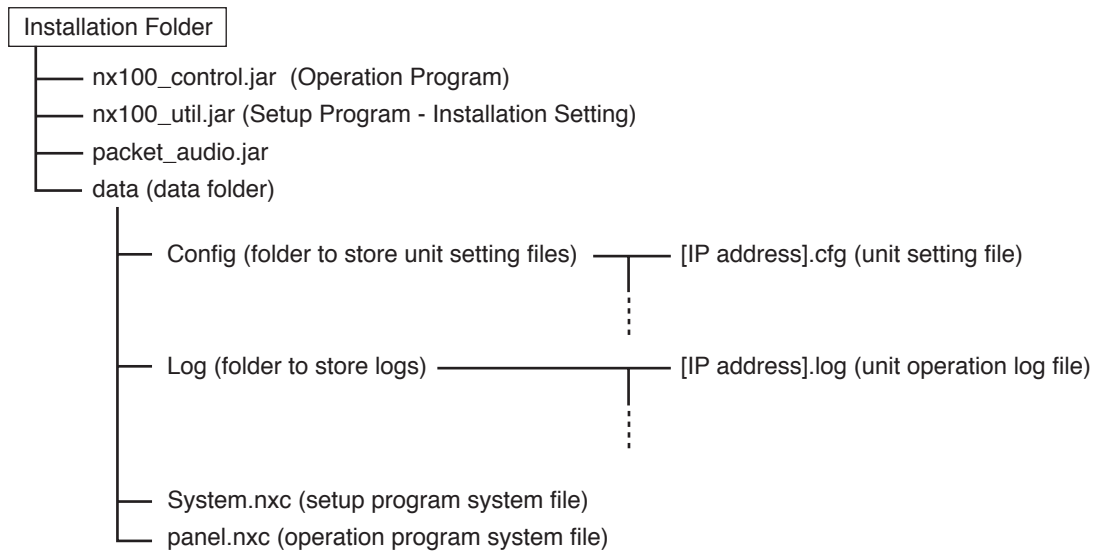 Installation Folder
nx100_control.jar  (Operation Program)
nx100_util.jar (Setup Program - Installation Setting)
packet_audio.jar
data (data folder)
Config (folder to store unit setting files)
[IP address].cfg (unit setting file)
Log (folder to store logs)
[IP address].log (unit operation log file)
System.nxc (setup program system file)
panel.nxc (operation program system file)